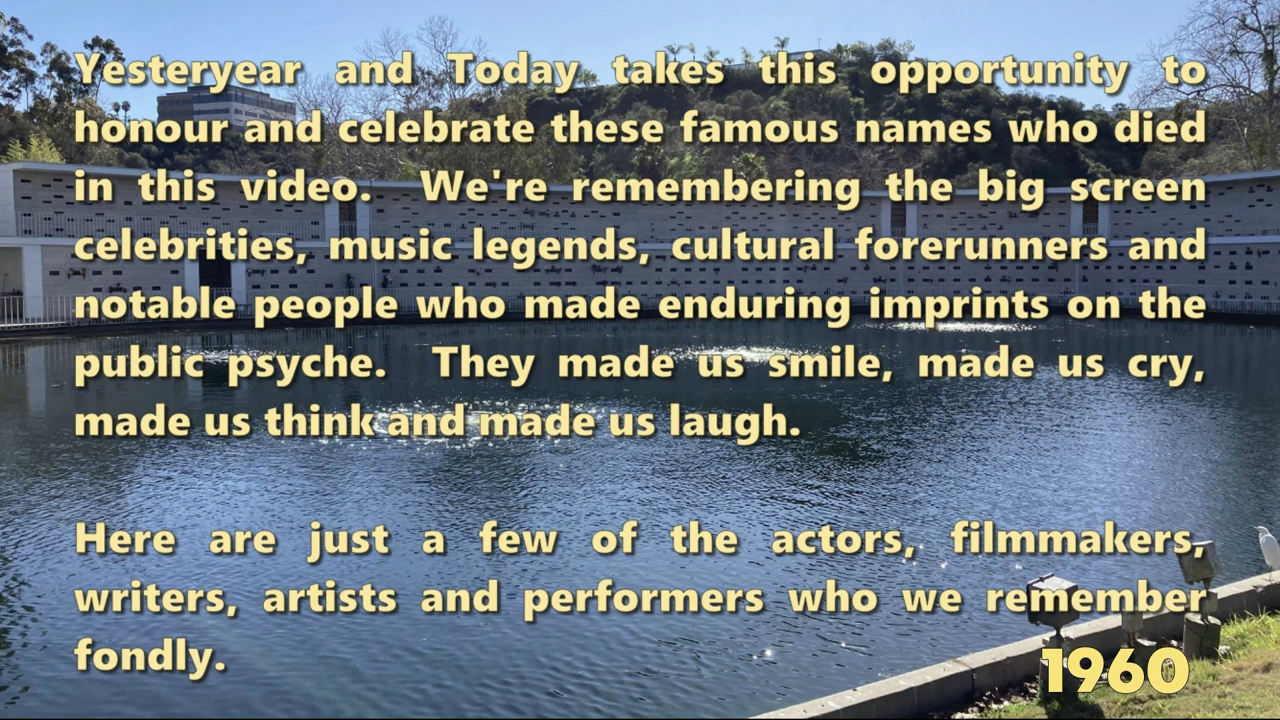 Yesteryear and Today takes this opportunity to
honour and celebrate these famous names who died
in this video. We're remembering the big screen
celebrities, music legends, cultural forerunners and
notable people who made enduring imprints on the
public psyche. They made us smile, made us cry,
made us think and made us laugh.
Here are just a few of the actors, filmmakers,
writers, artists and performers who we remember
fondly.
1960